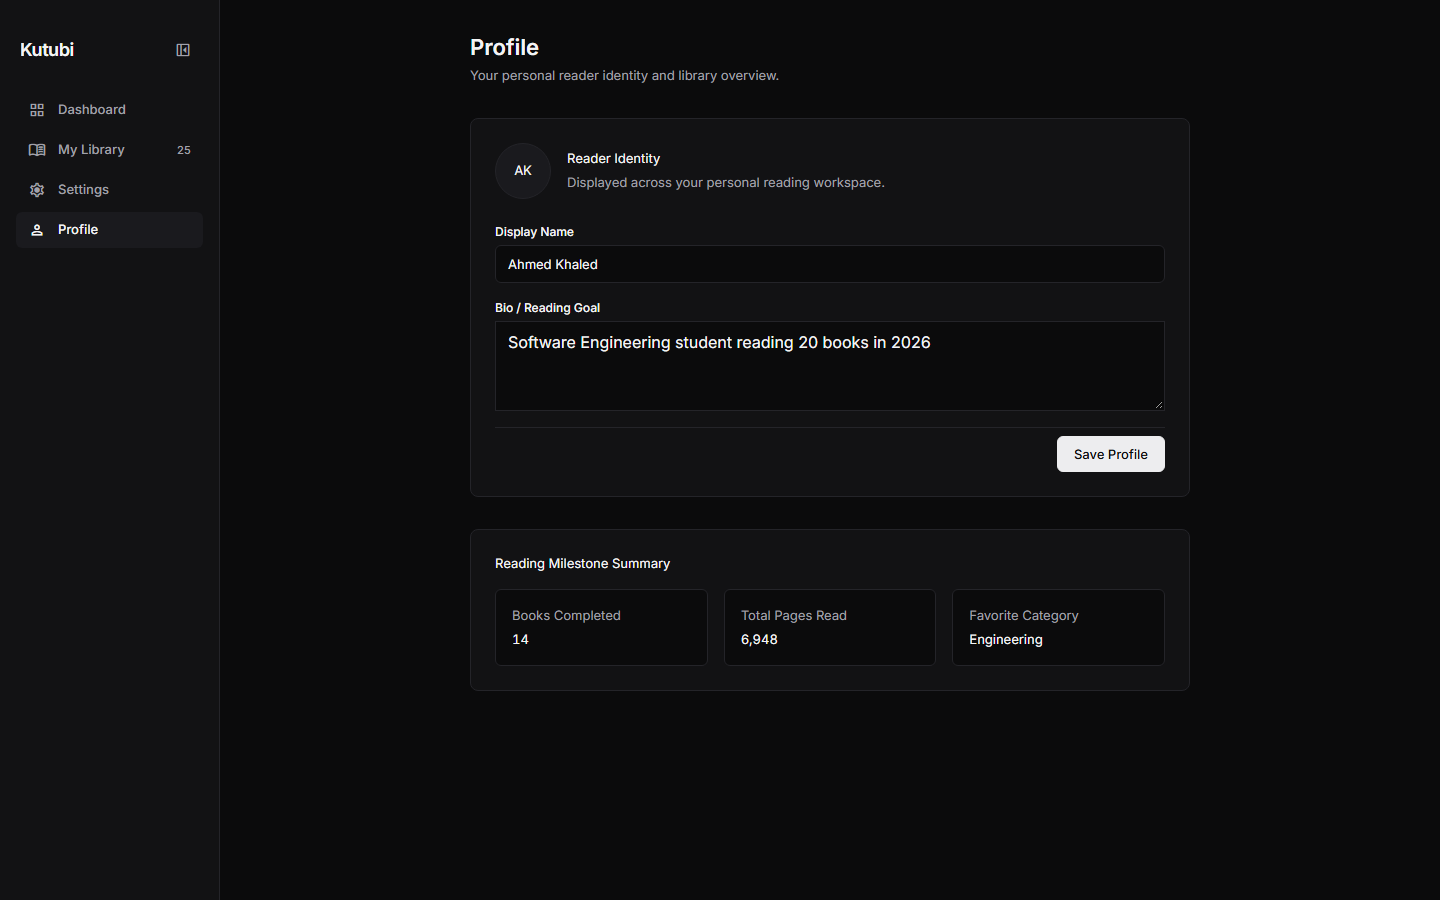 Kutubi
Dashboard
My Library 25
Settings
Profile
Profile
Your personal reader identity and library overview.
AK
Reader Identity
Displayed across your personal reading workspace.
Display Name
Ahmed Khaled
Bio / Reading Goal
Software Engineering student reading 20 books in 2026
Save Profile
Reading Milestone Summary
Books Completed
14
Total Pages Read
6,948
Favorite Category
Engineering